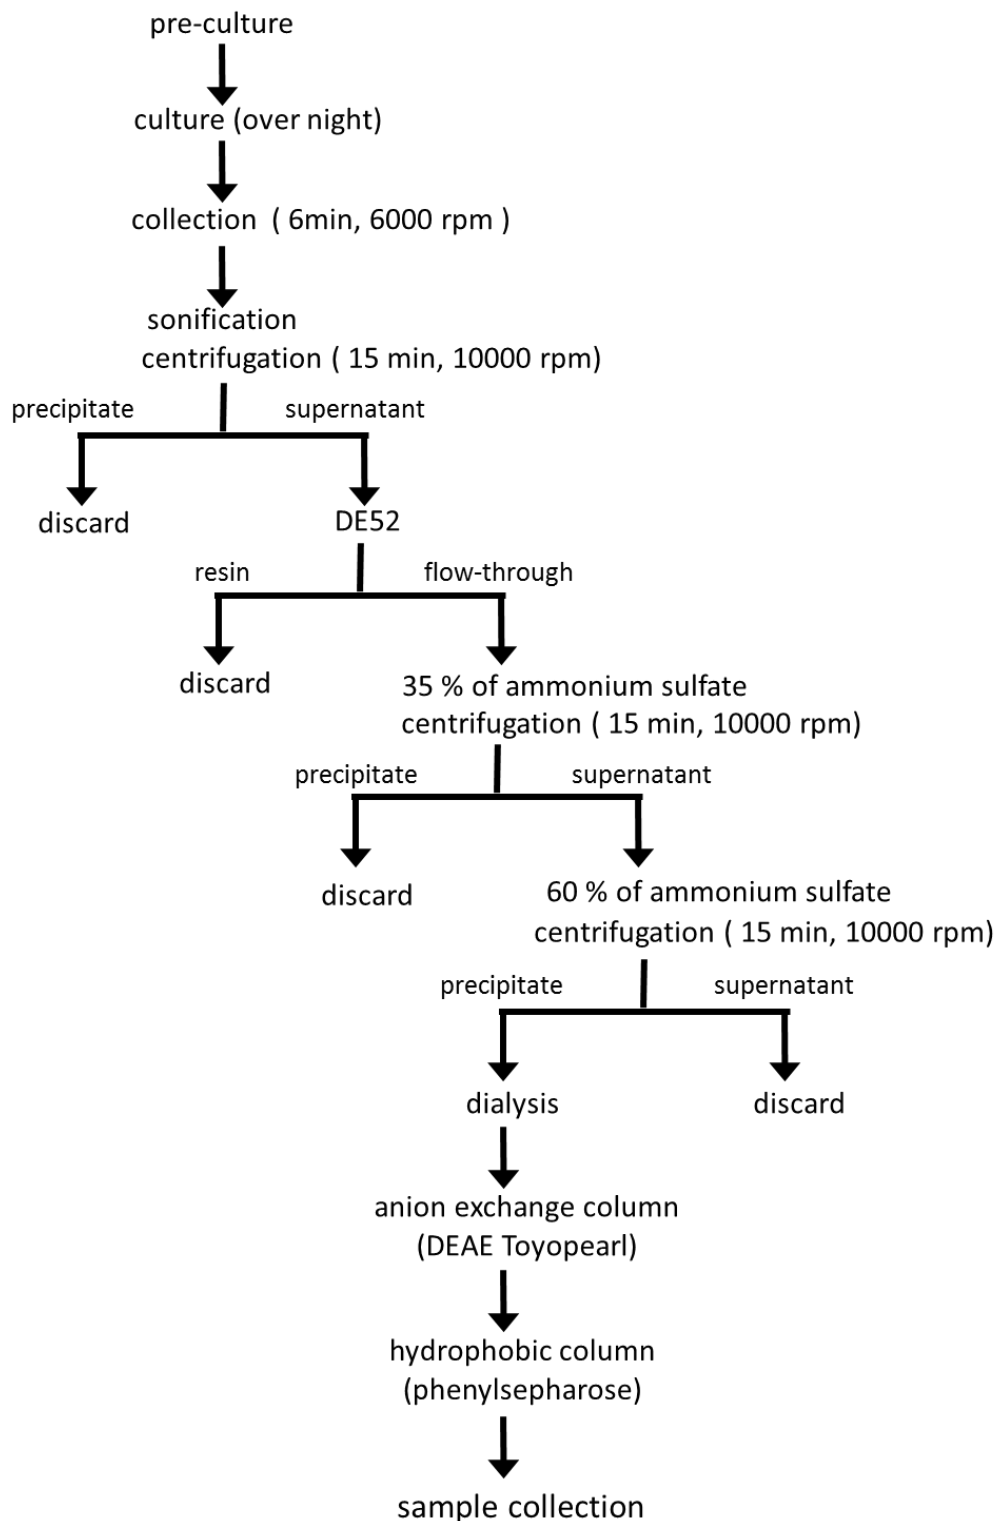 pre-culture
culture (over night)
collection ( 6min, 6000 rpm )
sonification
centrifugation ( 15 min, 10000 rpm)
precipitate supernatant
discard DE52
resin flow-through
discard 35 % of ammonium sulfate
centrifugation ( 15 min, 10000 rpm)
precipitate supernatant
discard 60 % of ammonium sulfate
centrifugation ( 15 min, 10000 rpm)
precipitate supernatant
dialysis discard
anion exchange column
(DEAE Toyopearl)
hydrophobic column
(phenylsepharose)
sample collection